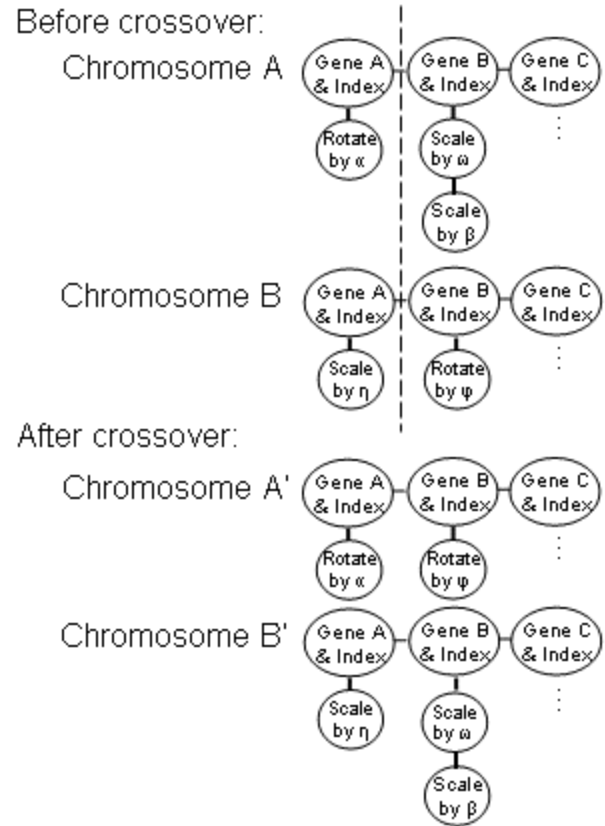 Before crossover:
Chromosome A
Gene A Gene B Gene C
& Index & Index & Index
Rotate Scale
by α by ω
Scale
by β
Chromosome B
Gene A Gene B Gene C
& Index & Index & Index
Scale Rotate
by η by φ
After crossover:
Chromosome A'
Gene A Gene B Gene C
& Index & Index & Index
Rotate Rotate
by α by φ
Chromosome B'
Gene A Gene B Gene C
& Index & Index & Index
Scale Scale
by η by ω
Scale
by β